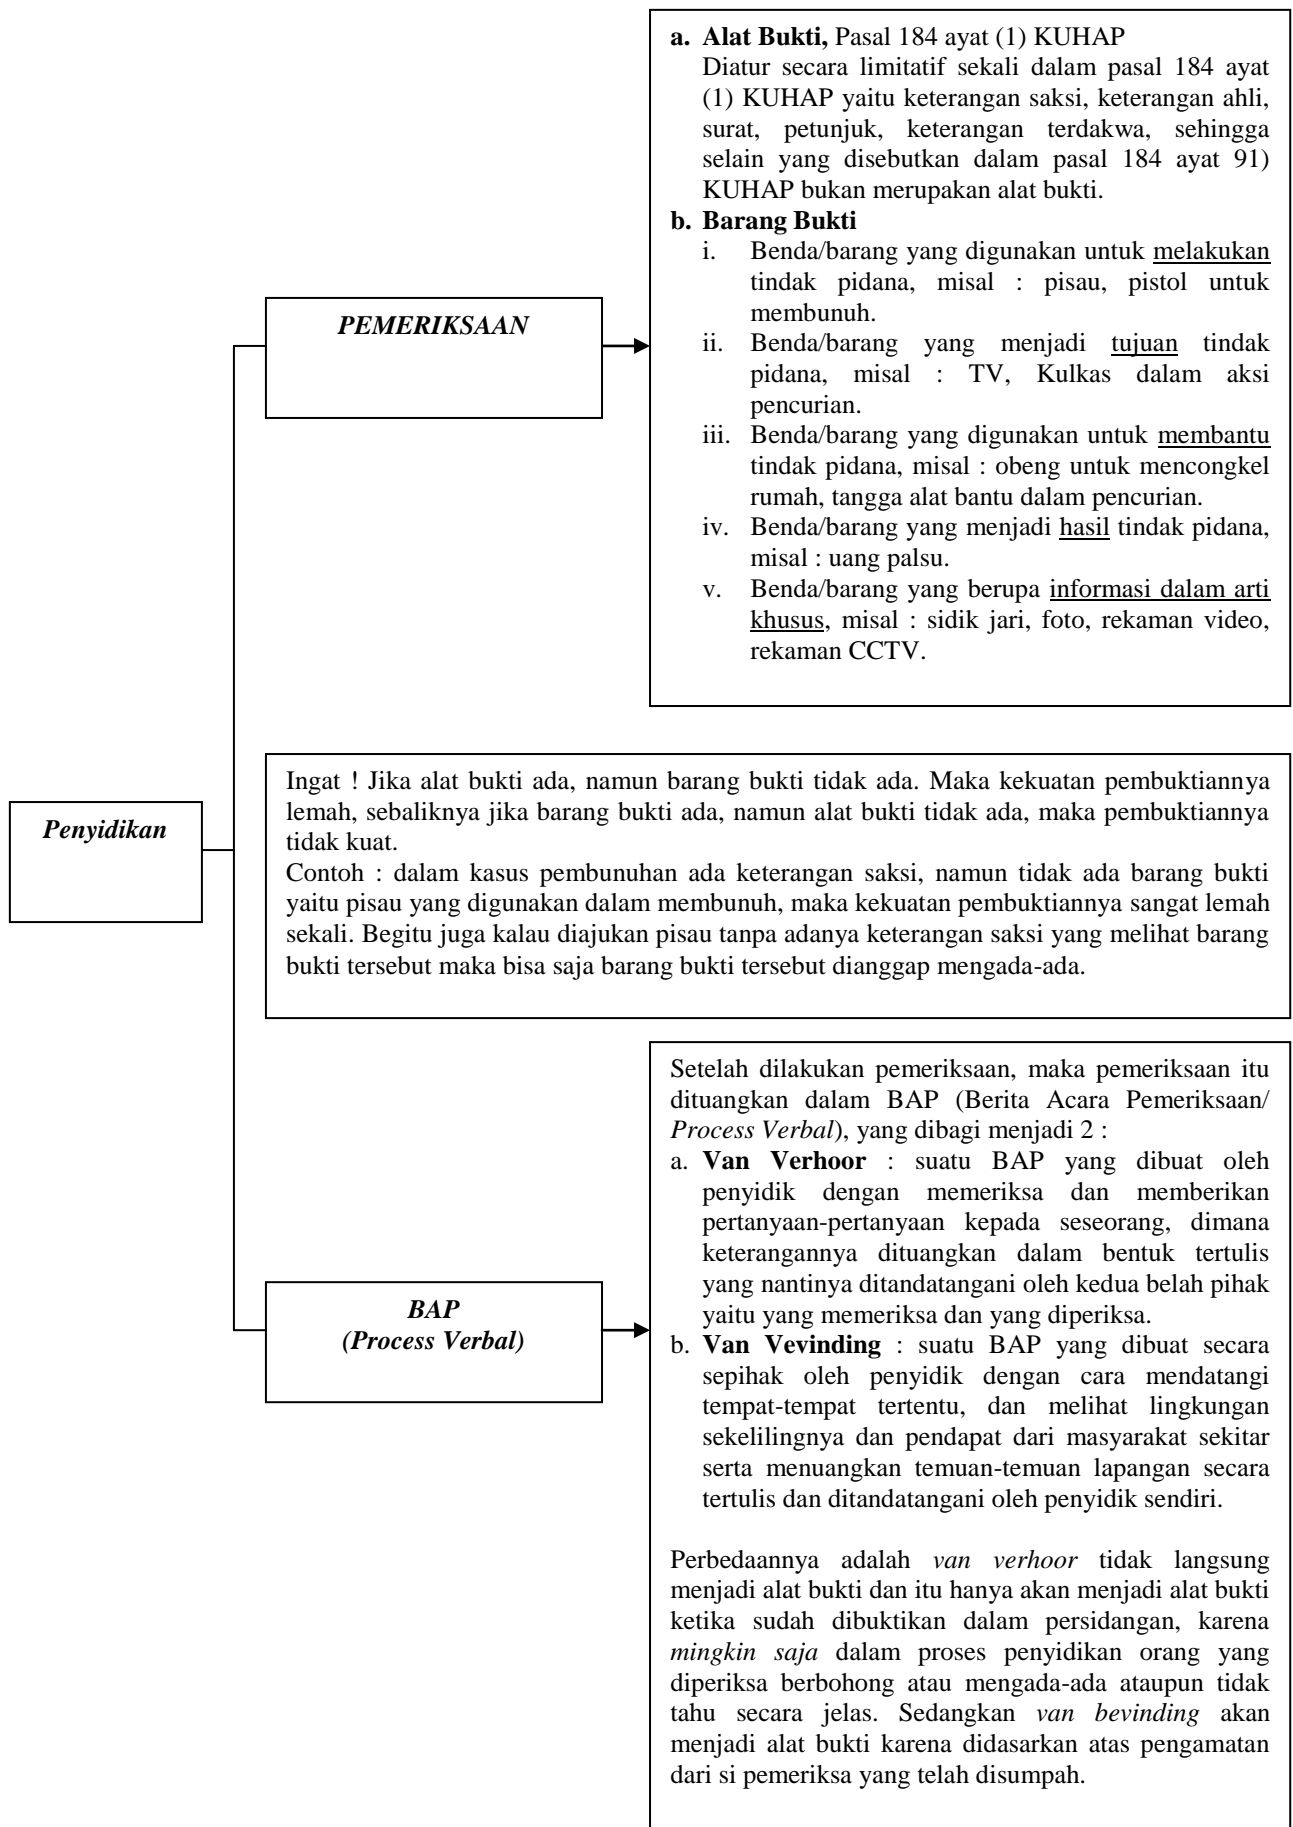 a. Alat Bukti, Pasal 184 ayat (1) KUHAP
Diatur secara limitatif sekali dalam pasal 184 ayat
(1) KUHAP yaitu keterangan saksi, keterangan ahli,
surat, petunjuk, keterangan terdakwa, sehingga
selain yang disebutkan dalam pasal 184 ayat 91)
KUHAP bukan merupakan alat bukti.
b. Barang Bukti
i. Benda/barang yang digunakan untuk melakukan
tindak pidana, misal : pisau, pistol untuk
membunuh.
ii. Benda/barang yang menjadi tujuan tindak
pidana, misal : TV, Kulkas dalam aksi
pencurian.
iii. Benda/barang yang digunakan untuk membantu
tindak pidana, misal : obeng untuk mencongkel
rumah, tangga alat bantu dalam pencurian.
iv. Benda/barang yang menjadi hasil tindak pidana,
misal : uang palsu.
v. Benda/barang yang berupa informasi dalam arti
khusus, misal : sidik jari, foto, rekaman video,
rekaman CCTV.
PEMERIKSAAN
Ingat ! Jika alat bukti ada, namun barang bukti tidak ada. Maka kekuatan pembuktiannya
lemah, sebaliknya jika barang bukti ada, namun alat bukti tidak ada, maka pembuktiannya
tidak kuat.
Contoh : dalam kasus pembunuhan ada keterangan saksi, namun tidak ada barang bukti
yaitu pisau yang digunakan dalam membunuh, maka kekuatan pembuktiannya sangat lemah
sekali. Begitu juga kalau diajukan pisau tanpa adanya keterangan saksi yang melihat barang
bukti tersebut maka bisa saja barang bukti tersebut dianggap mengada-ada.
Penyidikan
Setelah dilakukan pemeriksaan, maka pemeriksaan itu
dituangkan dalam BAP (Berita Acara Pemeriksaan/
Process Verbal), yang dibagi menjadi 2 :
a. Van Verhoor : suatu BAP yang dibuat oleh
penyidik dengan memeriksa dan memberikan
pertanyaan-pertanyaan kepada seseorang, dimana
keterangannya dituangkan dalam bentuk tertulis
yang nantinya ditandatangani oleh kedua belah pihak
yaitu yang memeriksa dan yang diperiksa.
b. Van Vevinding : suatu BAP yang dibuat secara
sepihak oleh penyidik dengan cara mendatangi
tempat-tempat tertentu, dan melihat lingkungan
sekelilingnya dan pendapat dari masyarakat sekitar
serta menuangkan temuan-temuan lapangan secara
tertulis dan ditandatangani oleh penyidik sendiri.
Perbedaannya adalah van verhoor tidak langsung
menjadi alat bukti dan itu hanya akan menjadi alat bukti
ketika sudah dibuktikan dalam persidangan, karena
mingkin saja dalam proses penyidikan orang yang
diperiksa berbohong atau mengada-ada ataupun tidak
tahu secara jelas. Sedangkan van bevinding akan
menjadi alat bukti karena didasarkan atas pengamatan
dari si pemeriksa yang telah disumpah.
BAP
(Process Verbal)